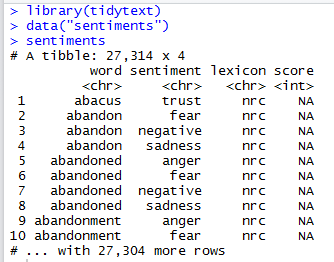 > library(tidytext)
> data("sentiments")
> sentiments
# A tibble: 27,314 x 4
word sentiment lexicon score
<chr> <chr> <chr> <int>
1 abacus trust nrc NA
2 abandon fear nrc NA
3 abandon negative nrc NA
4 abandon sadness nrc NA
5 abandoned anger nrc NA
6 abandoned fear nrc NA
7 abandoned negative nrc NA
8 abandoned sadness nrc NA
9 abandonment anger nrc NA
10 abandonment fear nrc NA
# ... with 27,304 more rows